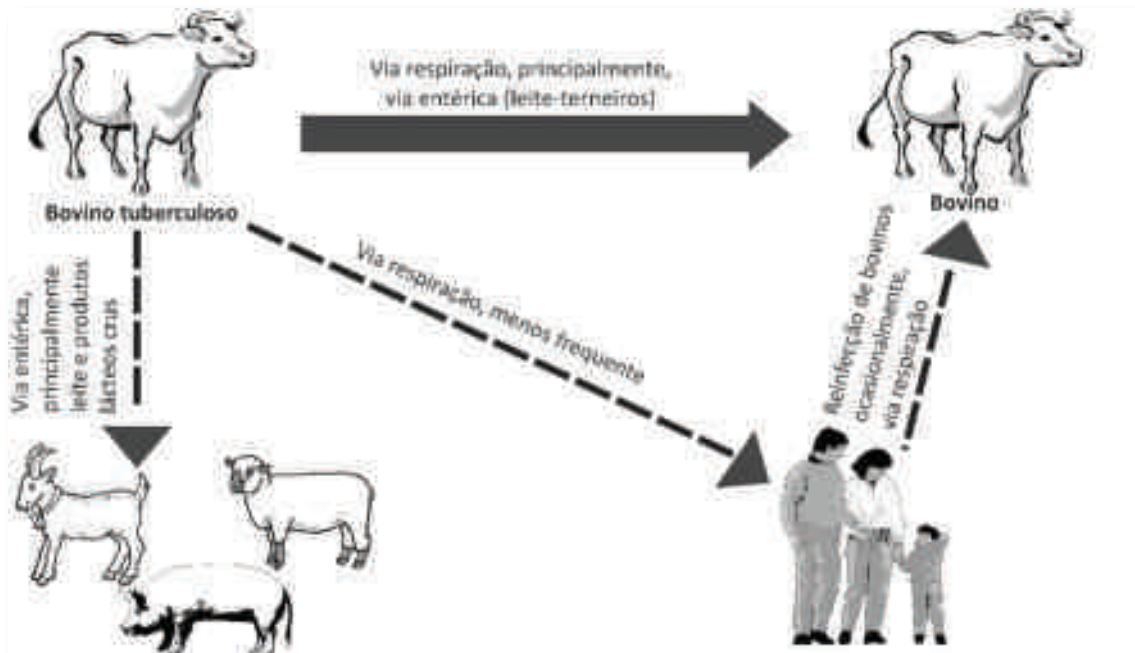 Via respiração, principalmente,
via entérica (leite-terneiros)
Bovino tuberculoso
Bovino
Via entérica,
principalmente
leite e produtos
lácteos crus
Via respiração, menos frequente
Reinfecção de bovinos
ocasionalmente,
via respiração